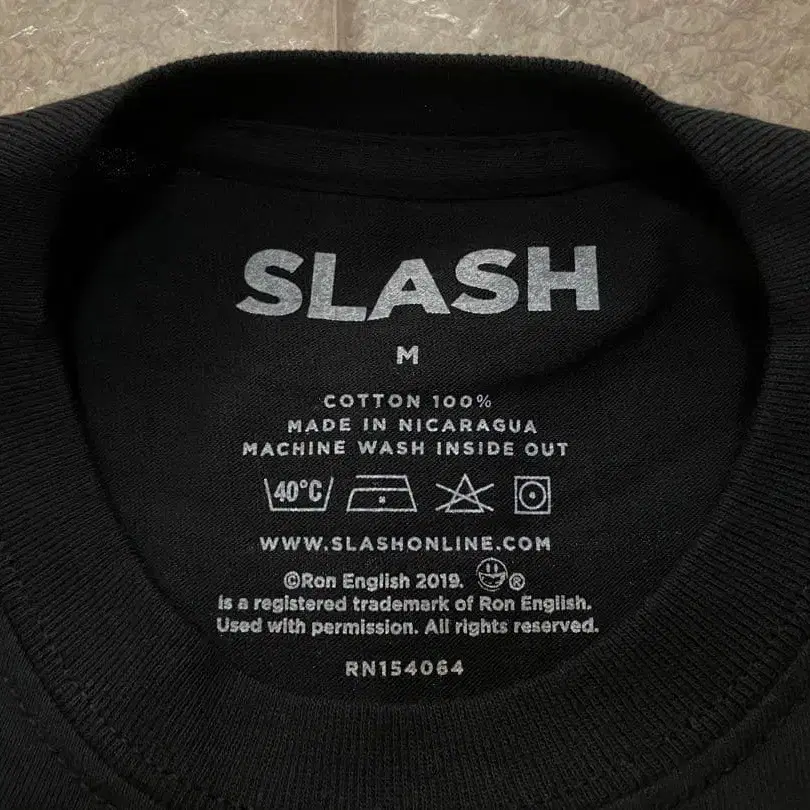 SLASH
M
COTTON 100%
MADE IN NICARAGUA
MACHINE WASH INSIDE OUT
40°C
WWW.SLASHONLINE.COM
©Ron English 2019. ®
is a registered trademark of Ron English.
Used with permission. All rights reserved.
RN154064